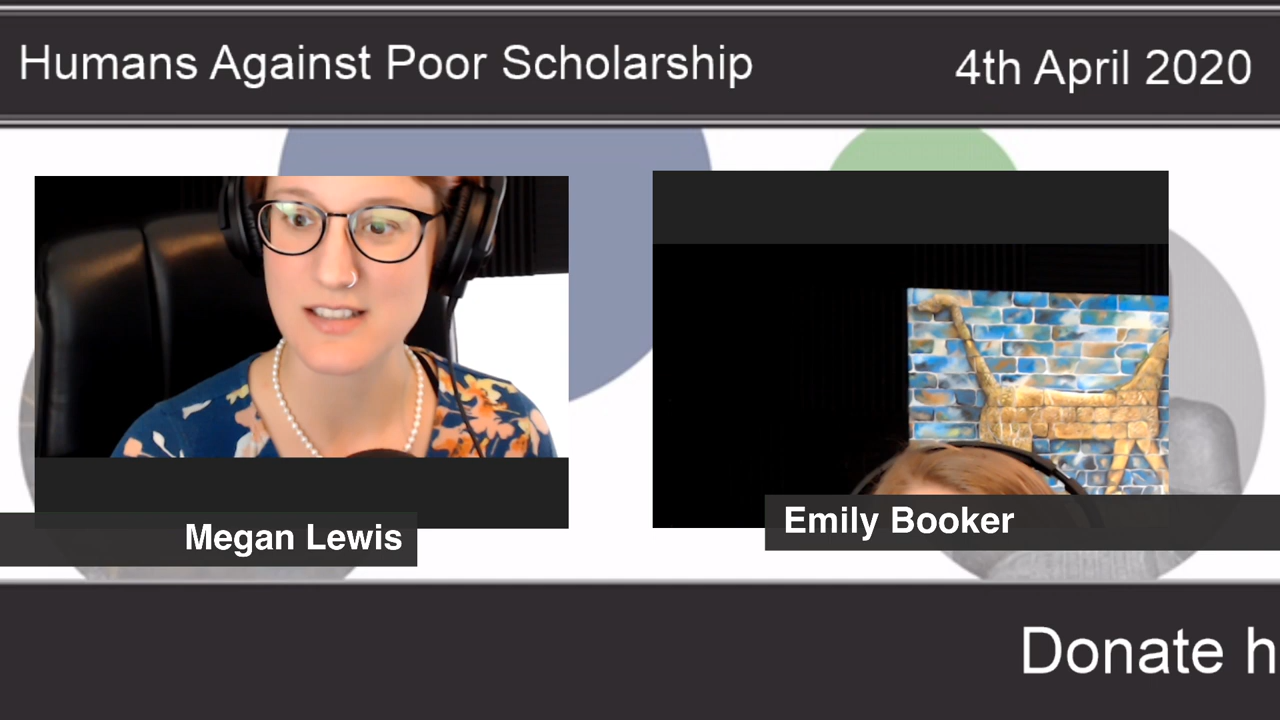 Humans Against Poor Scholarship
4th April 2020
Megan Lewis
Emily Booker
Donate h